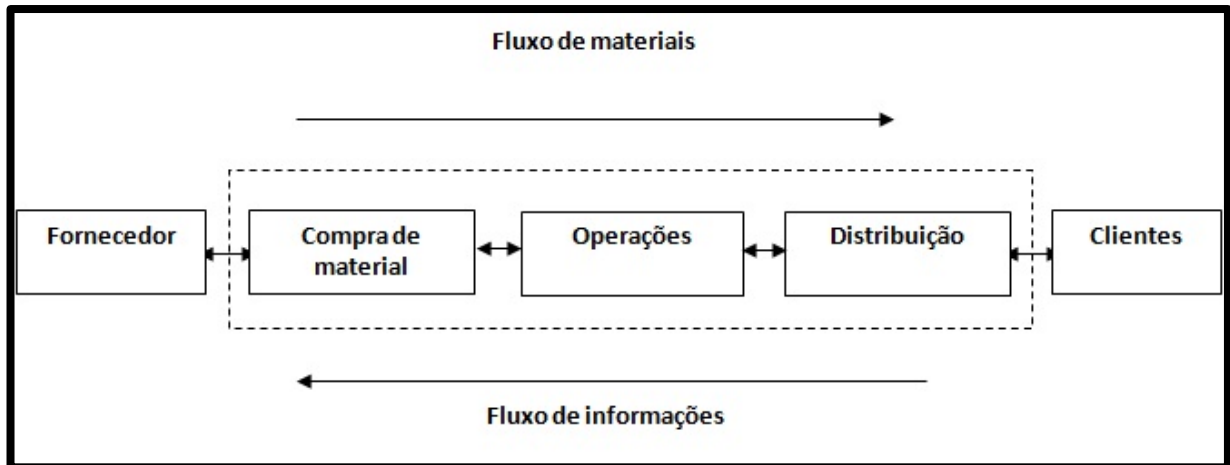 Fluxo de materiais
Fornecedor
Compra de
material
Operações
Distribuição
Clientes
Fluxo de informações